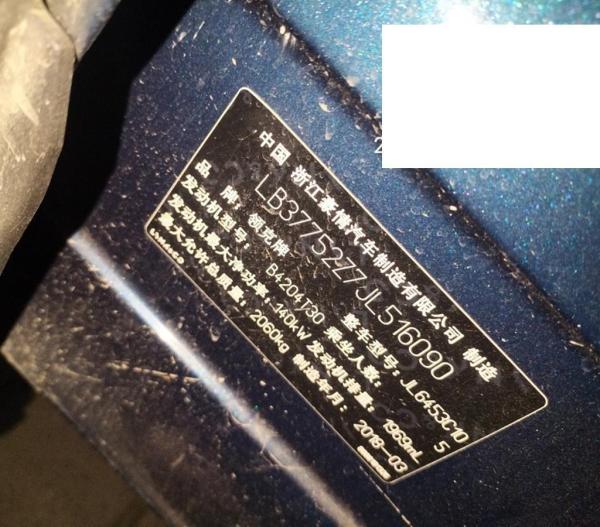 中国 浙江豪情汽车制造有限公司 制造
LB37752Z7JL516090
品 牌: 领克牌 整车型号: JL6453C10
发动机型号: B4204T30 乘坐人数: 5
发动机最大净功率: 140kW 发动机排量: 1969mL
最大允许总质量: 2060kg 制造年月: 2018-03